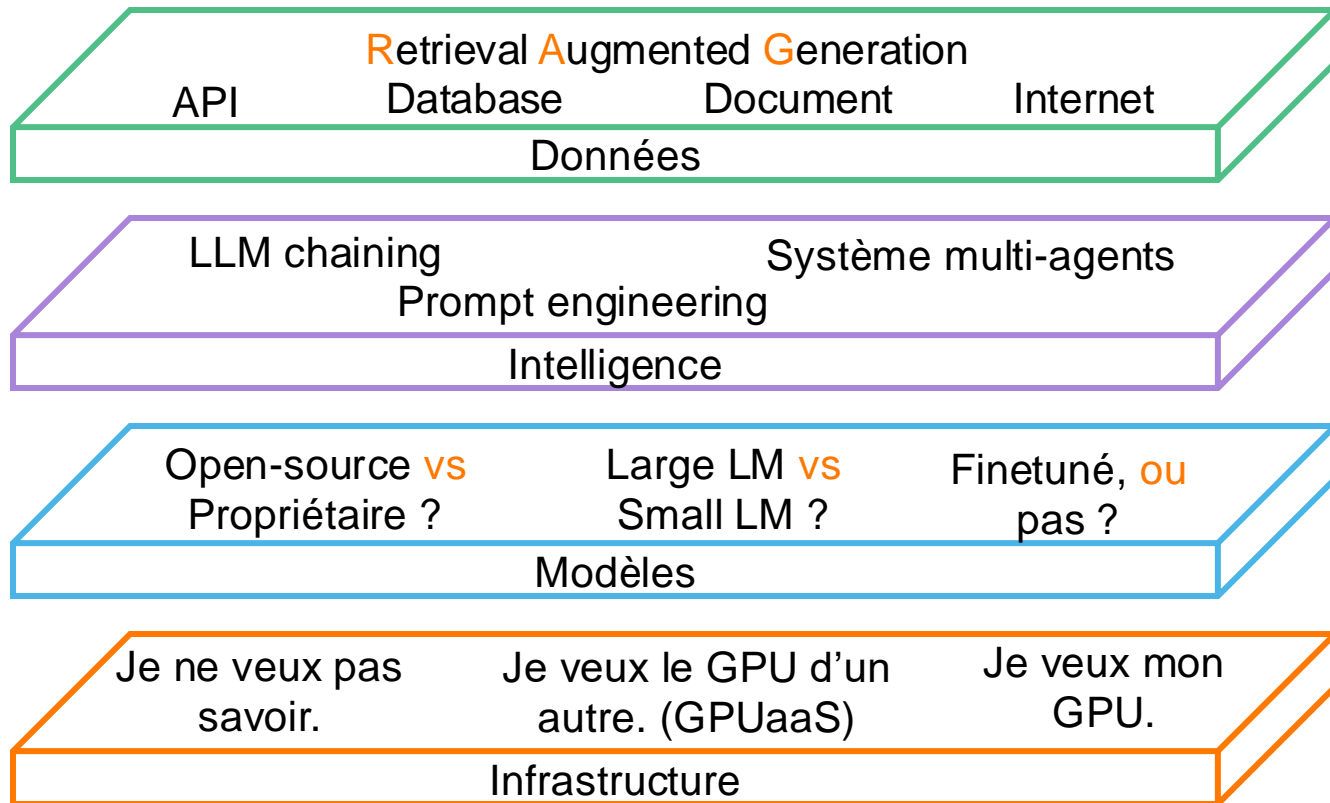 Retrieval Augmented Generation
API Database Document Internet
Données
LLM chaining Système multi-agents
Prompt engineering
Intelligence
Open-source vs
Propriétaire ?
Large LM vs
Small LM ?
Finetuné, ou
pas ?
Modèles
Je ne veux pas
savoir.
Je veux le GPU d’un
autre. (GPUaaS)
Je veux mon
GPU.
Infrastructure